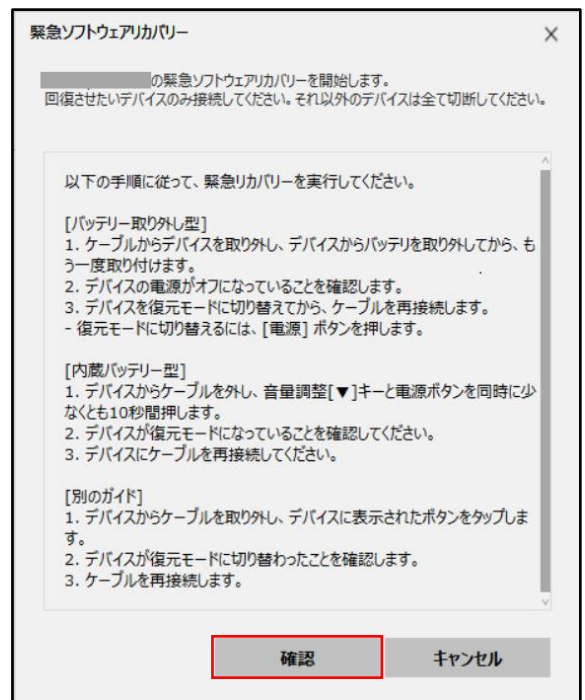 緊急ソフトウェアリカバリー
の緊急ソフトウェアリカバリーを開始します。
回復させたいデバイスのみ接続してください。それ以外のデバイスは全て切断してください。
以下の手順に従って、緊急リカバリーを実行してください。
[バッテリー取り外し型]
1. ケーブルからデバイスを取り外し、デバイスからバッテリを取り外してから、も
う一度取り付けます。
2. デバイスの電源がオフになっていることを確認します。
3. デバイスを復元モードに切り替えてから、ケーブルを再接続します。
- 復元モードに切り替えるには、[電源] ボタンを押します。
[内蔵バッテリー型]
1. デバイスからケーブルを外し、音量調整[▼]キーと電源ボタンを同時に少
なくとも10秒間押します。
2. デバイスが復元モードになっていることを確認してください。
3. デバイスにケーブルを再接続してください。
[別のガイド]
1. デバイスからケーブルを取り外し、デバイスに表示されたボタンをタップしま
す。
2. デバイスが復元モードに切り替わったことを確認します。
3. ケーブルを再接続します。
確認
キャンセル